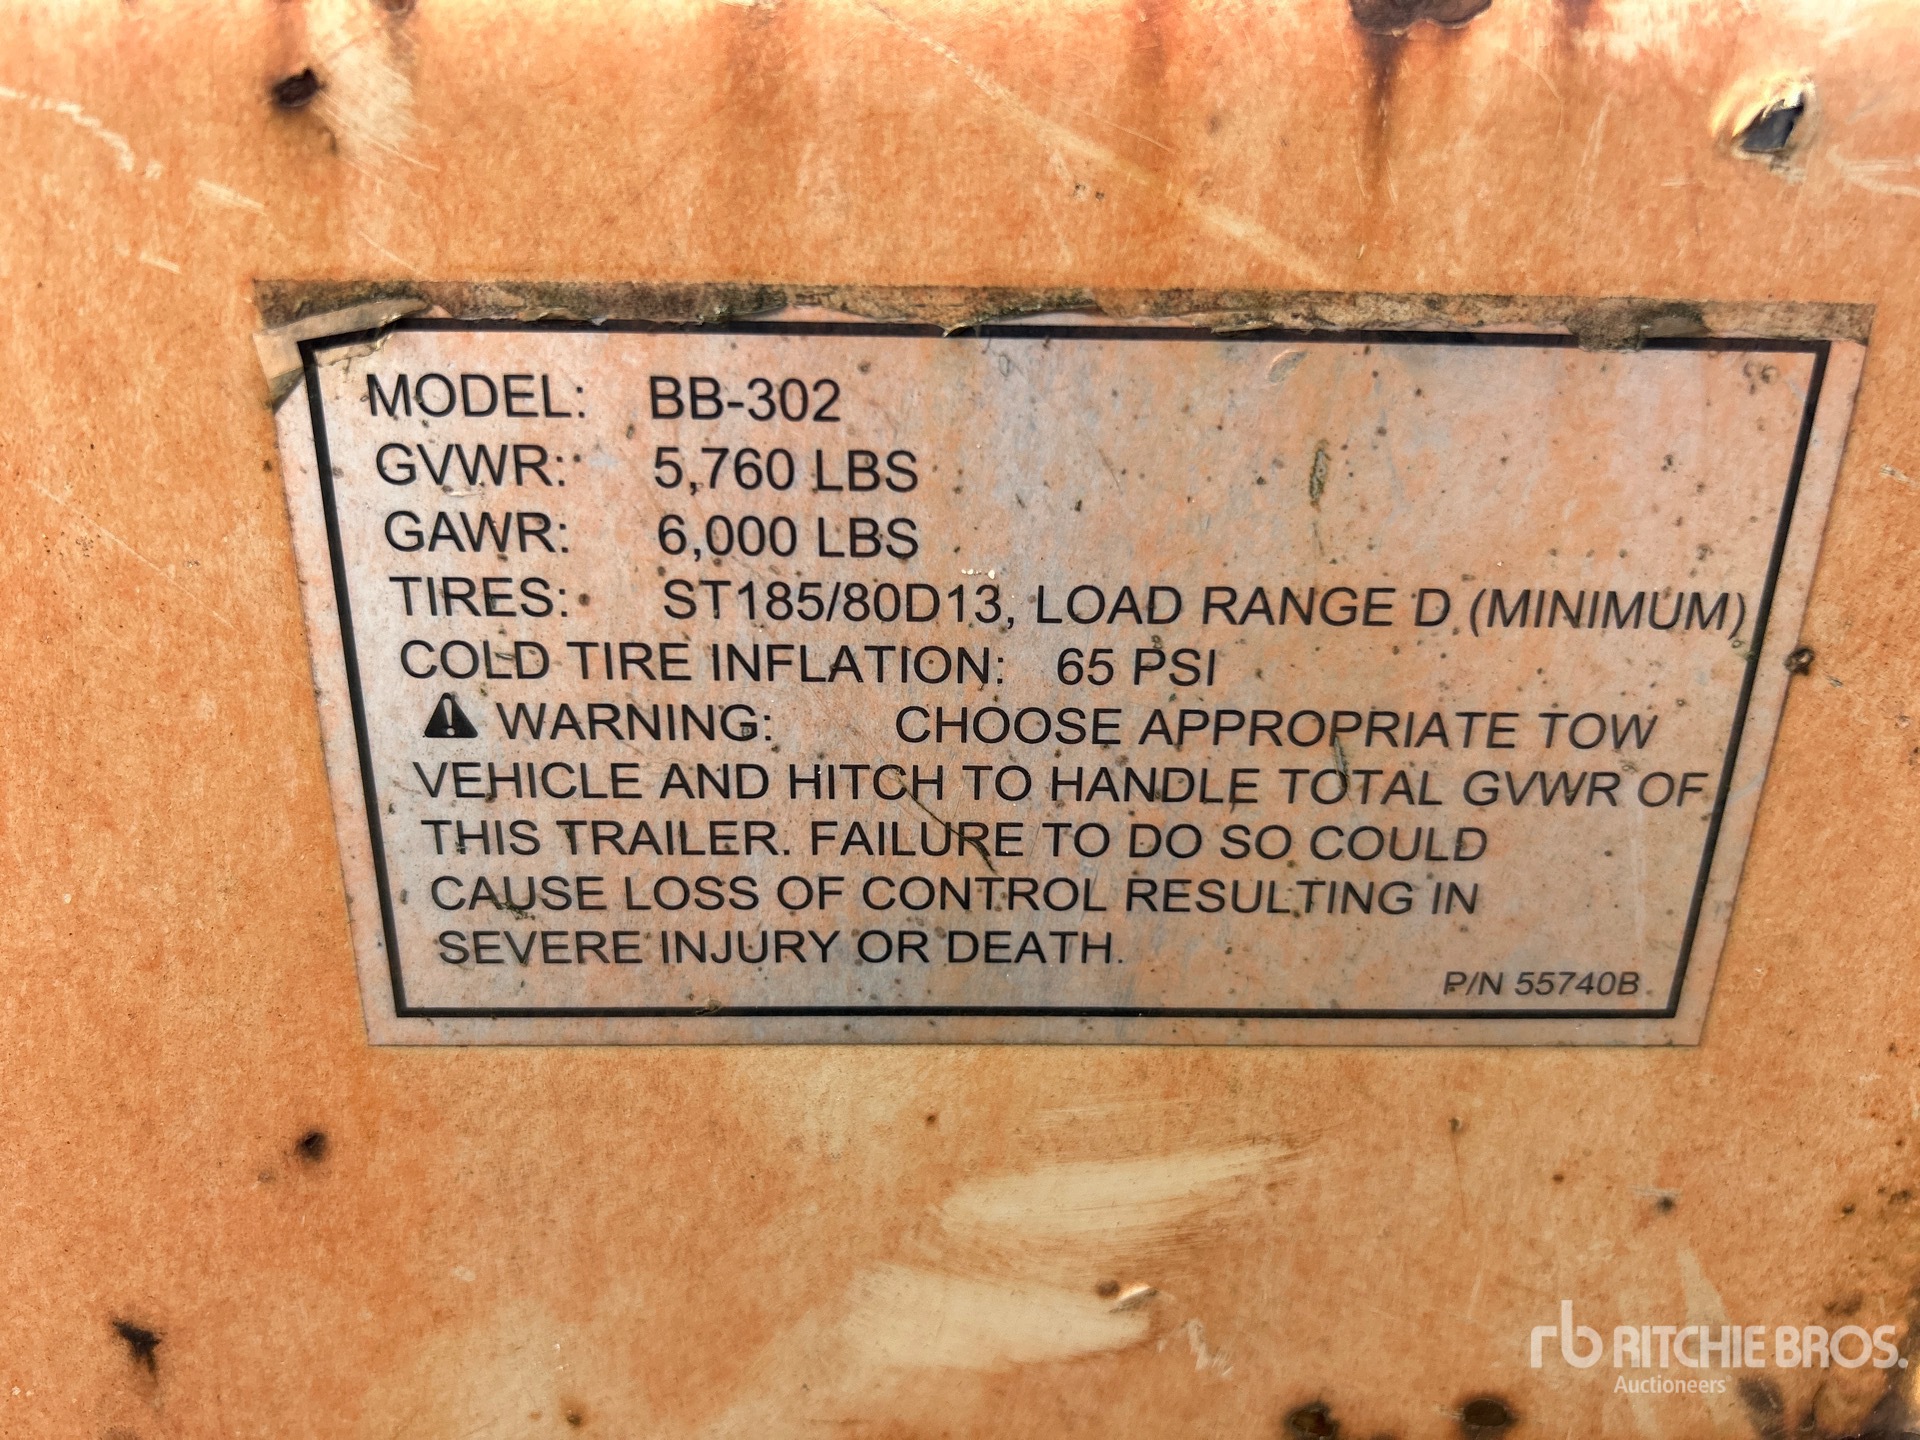 MODEL: BB-302
GVWR: 5,760 LBS
GAWR: 6,000 LBS
TIRES: ST185/80D13, LOAD RANGE D (MINIMUM)
COLD TIRE INFLATION: 65 PSI
WARNING: CHOOSE APPROPRIATE TOW
VEHICLE AND HITCH TO HANDLE TOTAL GVWR OF
THIS TRAILER. FAILURE TO DO SO COULD
CAUSE LOSS OF CONTROL RESULTING IN
SEVERE INJURY OR DEATH.
P/N 55740B
rb RITCHIE BROS.
Auctioneers